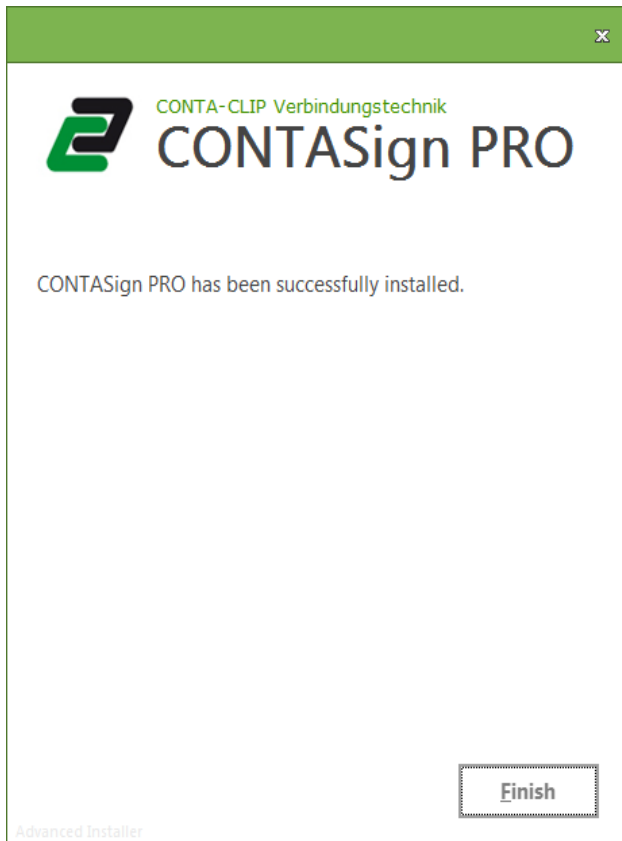 CONTA-CLIP Verbindungstechnik
CONTASign PRO
CONTASign PRO has been successfully installed.
Finish
Advanced Installer